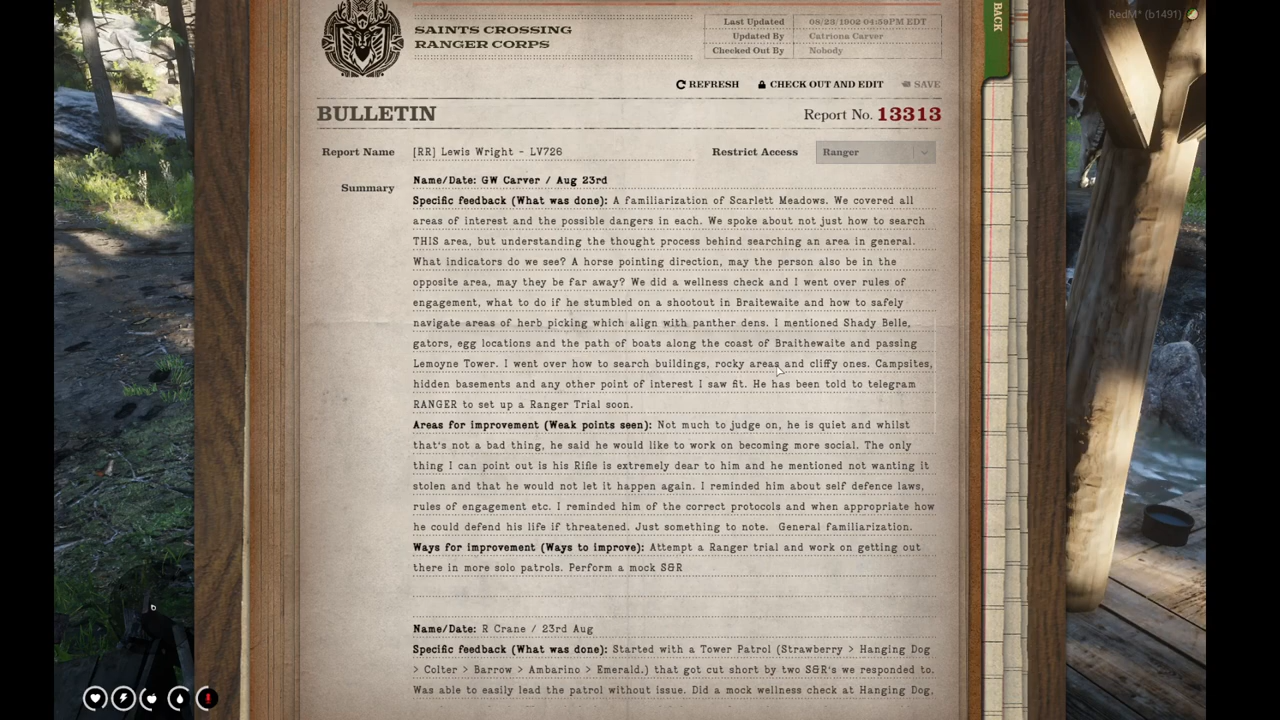 RedM* (b1491)
BACK
SAINTS CROSSING
RANGER CORPS
Last Updated 08/23/1902 04:59PM EDT
Updated By Catriona Carver
Checked Out By Nobody
REFRESH CHECK OUT AND EDIT SAVE
BULLETIN Report No. 13313
Report Name [RR] Lewis Wright - LV726 Restrict Access Ranger
Summary
Name/Date: GW Carver / Aug 23rd
Specific feedback (What was done): A familiarization of Scarlett Meadows. We covered all
areas of interest and the possible dangers in each. We spoke about not just how to search
THIS area, but understanding the thought process behind searching an area in general.
What indicators do we see? A horse pointing direction, may the person also be in the
opposite area, may they be far away? We did a wellness check and I went over rules of
engagement, what to do if he stumbled on a shootout in Braitewaite and how to safely
navigate areas of herb picking which align with panther dens. I mentioned Shady Belle,
gators, egg locations and the path of boats along the coast of Braithewaite and passing
Lemoyne Tower. I went over how to search buildings, rocky areas and cliffy ones. Campsites,
hidden basements and any other point of interest I saw fit. He has been told to telegram
RANGER to set up a Ranger Trial soon.
Areas for improvement (Weak points seen): Not much to judge on, he is quiet and whilst
that's not a bad thing, he said he would like to work on becoming more social. The only
thing I can point out is his Rifle is extremely dear to him and he mentioned not wanting it
stolen and that he would not let it happen again. I reminded him about self defence laws,
rules of engagement etc. I reminded him of the correct protocols and when appropriate how
he could defend his life if threatened. Just something to note.  General familiarization.
Ways for improvement (Ways to improve): Attempt a Ranger trial and work on getting out
there in more solo patrols. Perform a mock S&R
Name/Date: R Crane / 23rd Aug
Specific feedback (What was done): Started with a Tower Patrol (Strawberry > Hanging Dog
> Colter > Barrow > Ambarino > Emerald.) that got cut short by two S&R's we responded to.
Was able to easily lead the patrol without issue. Did a mock wellness check at Hanging Dog,